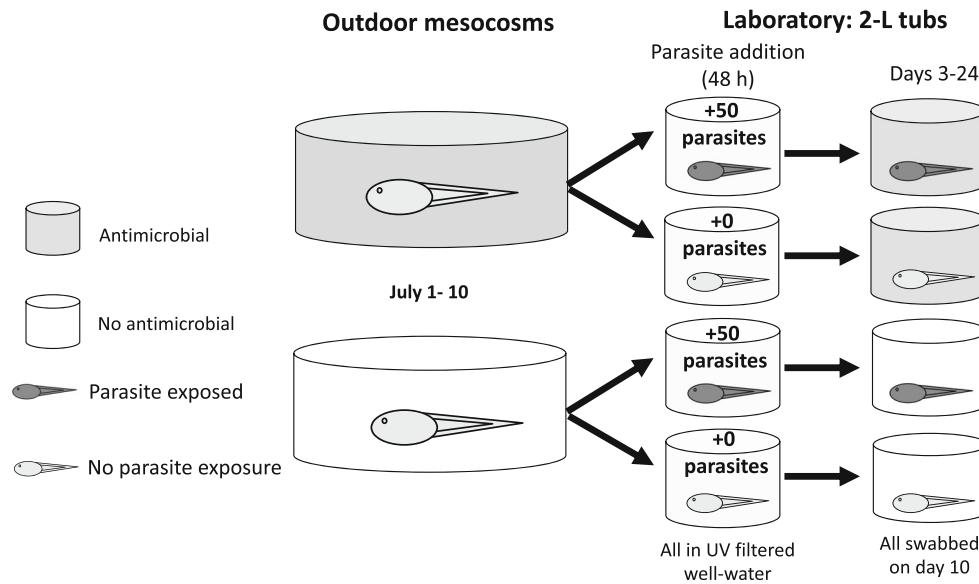 Outdoor mesocosms
Laboratory: 2-L tubs
Parasite addition
(48 h)
Days 3-24
+50
parasites
+0
parasites
Antimicrobial
July 1- 10
No antimicrobial
+50
parasites
Parasite exposed
+0
parasites
No parasite exposure
All in UV filtered
well-water
All swabbed
on day 10